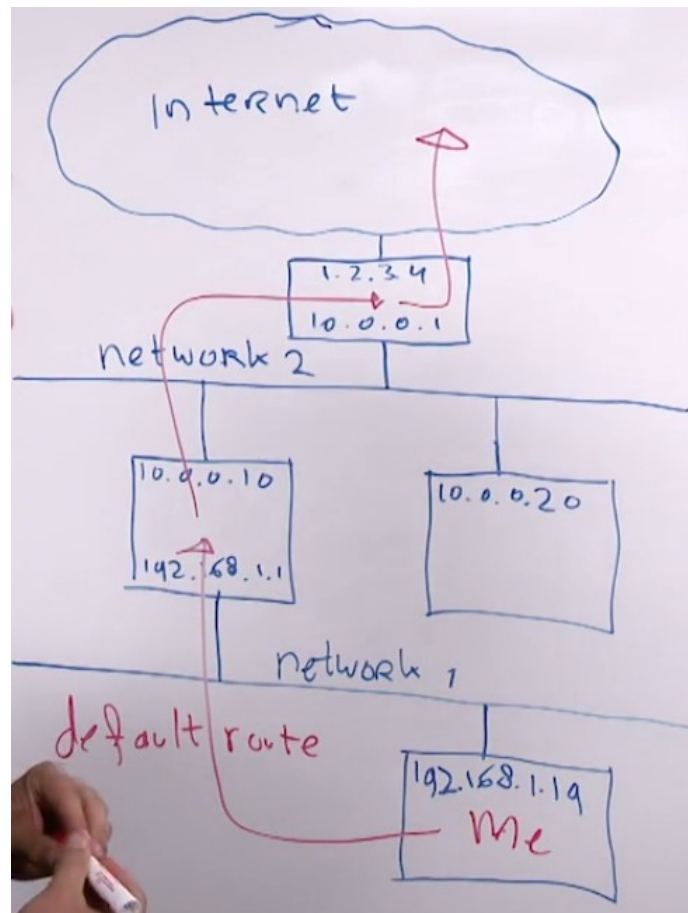 Internet
1.2.3.4
10.0.0.1
network 2
10.0.0.10
10.0.0.20
192.168.1.1
network 1
default route
192.168.1.19
Me